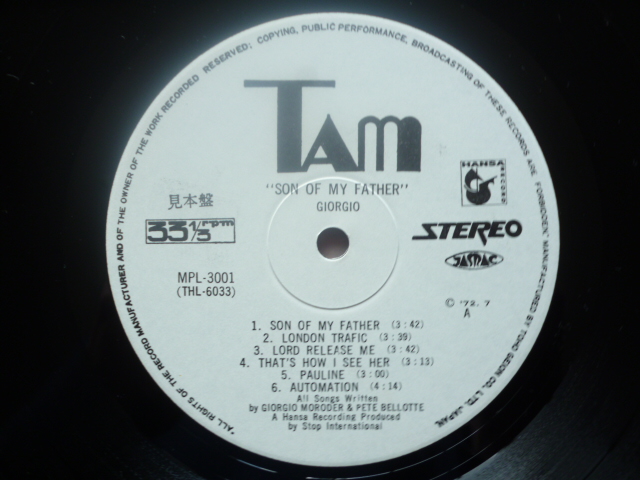 "ALL RIGHTS OF THE RECORD MANUFACTURER AND OF THE OWNER OF THE WORK RECORDED RESERVED; COPYING, PUBLIC PERFORMANCE, BROADCASTING OF THESE RECORDS ARE FORBIDDEN" MANUFACTURED BY TOHO GEION CO., LTD. JAPAN.
TAM
"SON OF MY FATHER"
GIORGIO
見本盤
33 1/3 rpm
HANSA
RECORD
STEREO
JASRAC
MPL-3001
(THL-6033)
© '72.7
A
1. SON OF MY FATHER (3:42)
2. LONDON TRAFIC (3:39)
3. LORD RELEASE ME (3:42)
4. THAT'S HOW I SEE HER (3:13)
5. PAULINE (3:00)
6. AUTOMATION (4:14)
All Songs Written
by GIORGIO MORODER & PETE BELLOTTE
A Hansa Recording Produced
by Stop International